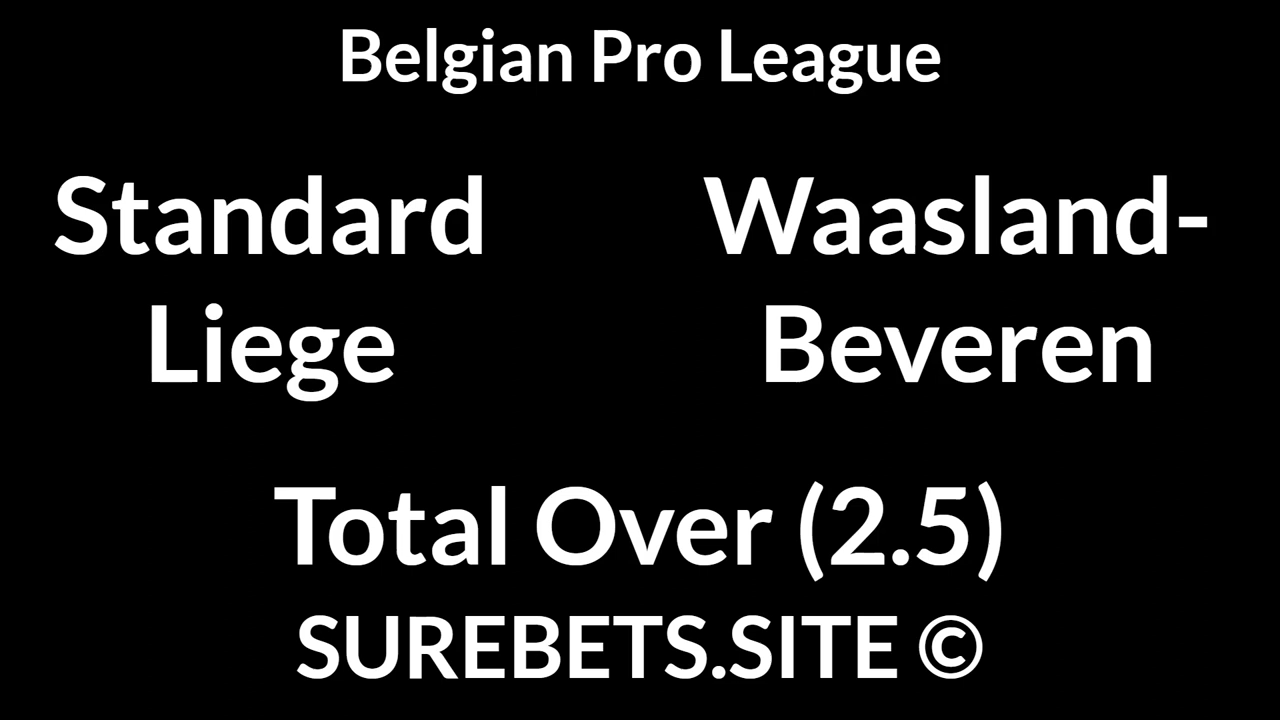 Belgian Pro League
Standard
Liege
Waasland-
Beveren
Total Over (2.5)
SUREBETS.SITE ©